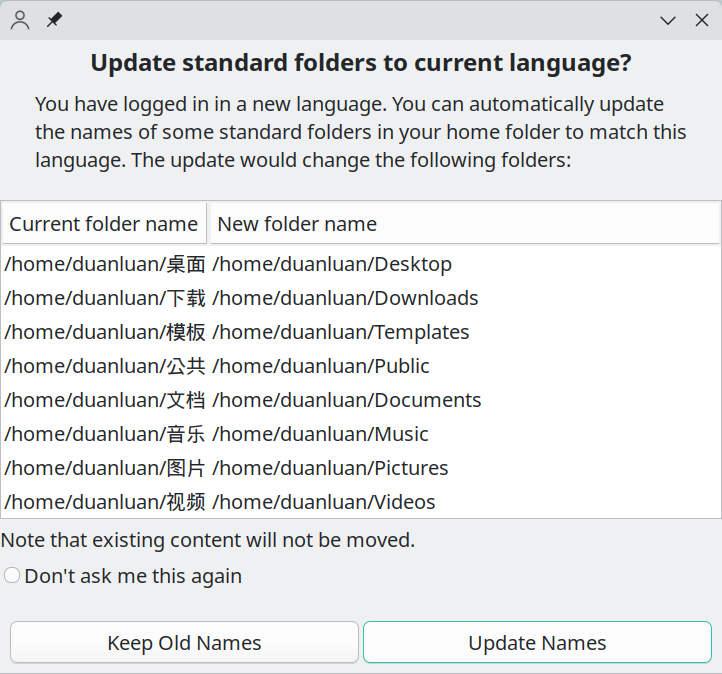 Update standard folders to current language?
You have logged in in a new language. You can automatically update
the names of some standard folders in your home folder to match this
language. The update would change the following folders:
Current folder name New folder name
/home/duanluan/桌面 /home/duanluan/Desktop
/home/duanluan/下载 /home/duanluan/Downloads
/home/duanluan/模板 /home/duanluan/Templates
/home/duanluan/公共 /home/duanluan/Public
/home/duanluan/文档 /home/duanluan/Documents
/home/duanluan/音乐 /home/duanluan/Music
/home/duanluan/图片 /home/duanluan/Pictures
/home/duanluan/视频 /home/duanluan/Videos
Note that existing content will not be moved.
Don't ask me this again
Keep Old Names Update Names